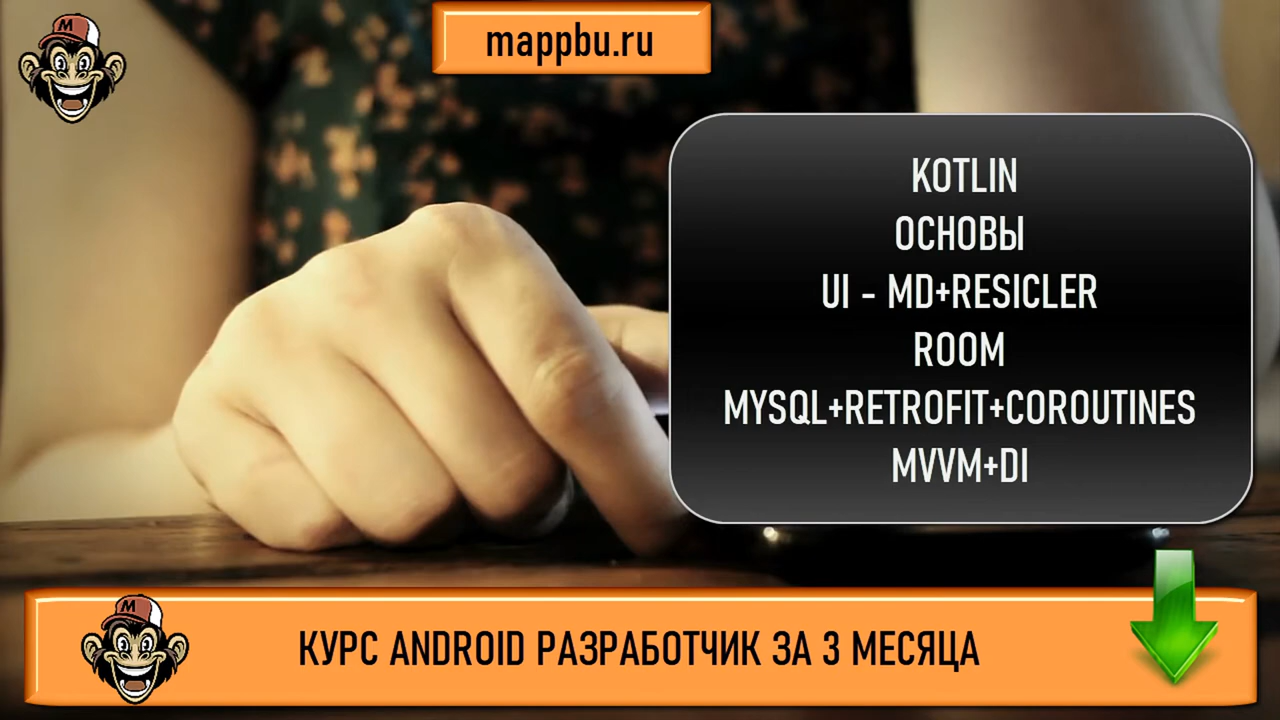 M
mappbu.ru
KOTLIN
ОСНОВЫ
UI - MD+RESICLER
ROOM
MYSQL+RETROFIT+COROUTINES
MVVM+DI
M
КУРС ANDROID РАЗРАБОТЧИК ЗА 3 МЕСЯЦА